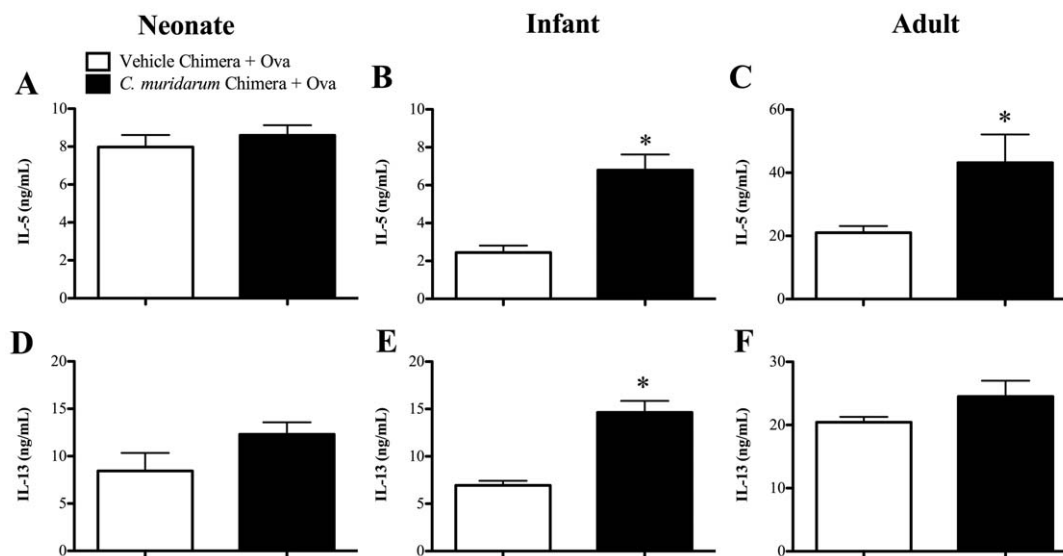 Neonate
Infant
Adult
Vehicle Chimera + Ova
C. muridarum Chimera + Ova
A
10
8
6
4
2
0
IL-5 (ng/mL)
B
10
8
6
4
2
0
IL-5 (ng/mL)
*
C
60
40
20
0
IL-5 (ng/mL)
*
D
20
15
10
5
0
IL-13 (ng/mL)
E
20
15
10
5
0
IL-13 (ng/mL)
*
F
30
20
10
0
IL-13 (ng/mL)